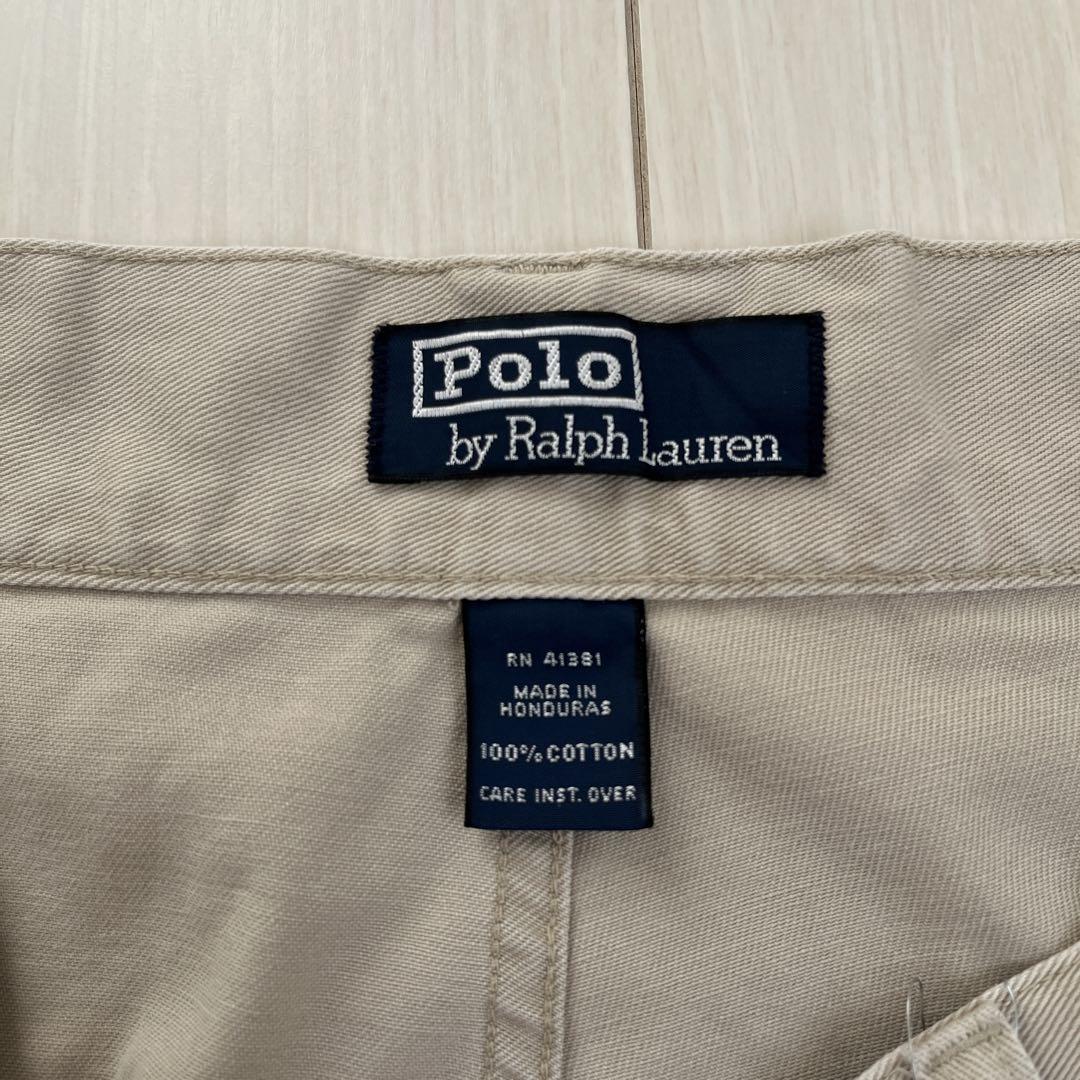 Polo
by Ralph Lauren
RN 41381
MADE IN
HONDURAS
100% COTTON
CARE INST. OVER